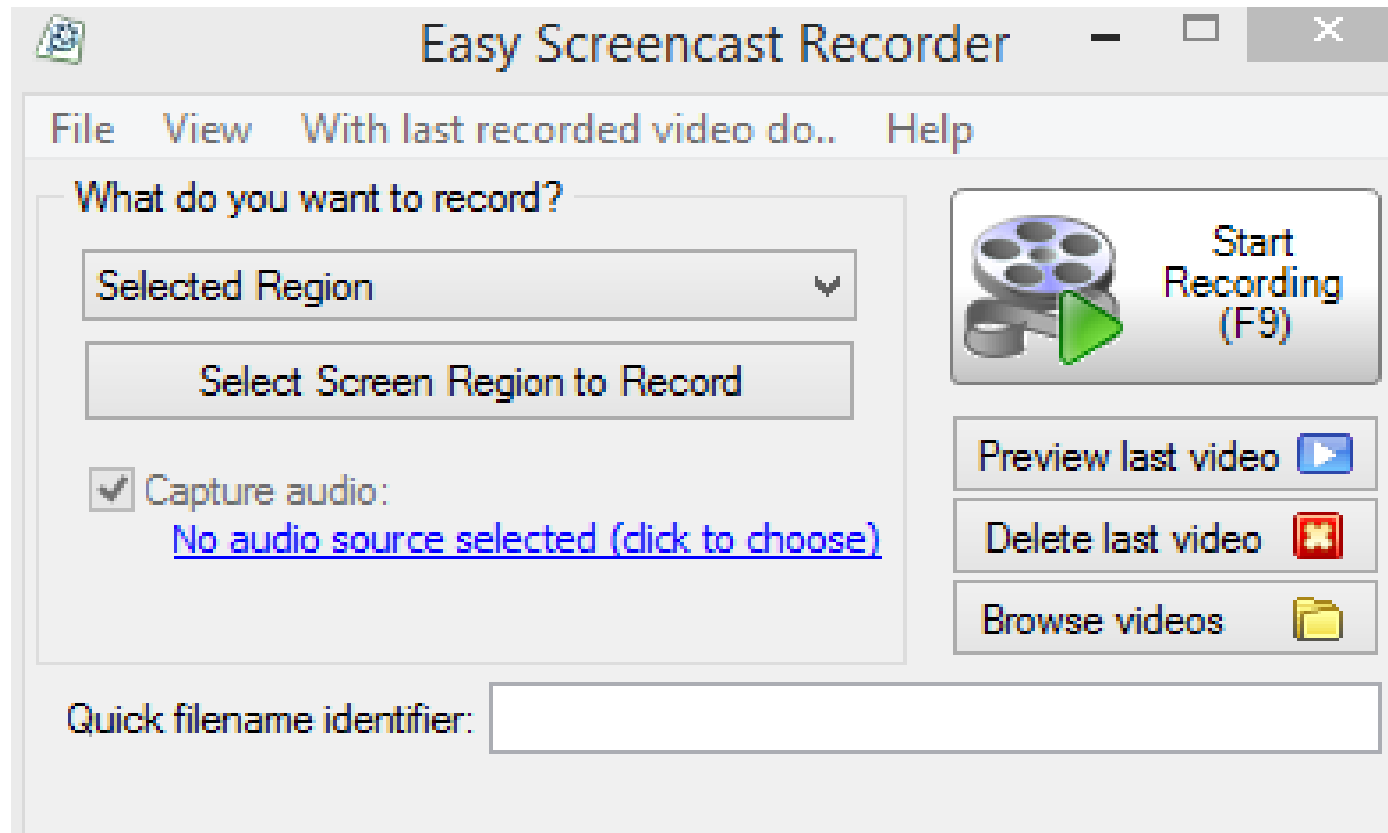 Easy Screencast Recorder
File View With last recorded video do.. Help
What do you want to record?
Selected Region
Select Screen Region to Record
Capture audio:
No audio source selected (click to choose)
Start
Recording
(F9)
Preview last video
Delete last video
Browse videos
Quick filename identifier: